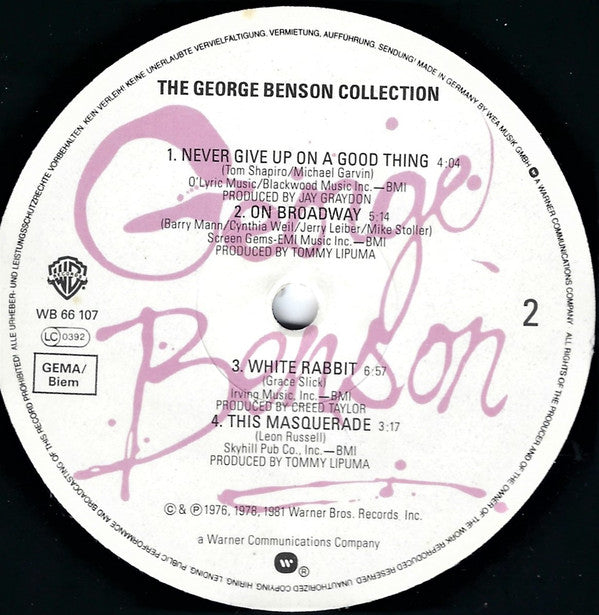 THE GEORGE BENSON COLLECTION
George
Benson
1. NEVER GIVE UP ON A GOOD THING 4:04
(Tom Shapiro/Michael Garvin)
O'Lyric Music/Blackwood Music Inc.—BMI
PRODUCED BY JAY GRAYDON
2. ON BROADWAY 5:14
(Barry Mann/Cynthia Weil/Jerry Leiber/Mike Stoller)
Screen Gems-EMI Music Inc.—BMI
PRODUCED BY TOMMY LIPUMA
WB
RECORDS
WB 66 107
LC 0392
GEMA/
Biem
2
3. WHITE RABBIT 6:57
(Grace Slick)
Irving Music, Inc.—BMI
PRODUCED BY CREED TAYLOR
4. THIS MASQUERADE 3:17
(Leon Russell)
Skyhill Pub Co., Inc.—BMI
PRODUCED BY TOMMY LIPUMA
© & ℗ 1976, 1978, 1981 Warner Bros. Records, Inc.
a Warner Communications Company
®
ALLE URHEBER- UND LEISTUNGSSCHUTZRECHTE VORBEHALTEN. KEIN VERLEIH! KEINE UNERLAUBTE VERVIELFÄLTIGUNG, VERMIETUNG, AUFFÜHRUNG, SENDUNG! MADE IN GERMANY BY WEA MUSIK GMBH A WARNER COMMUNICATIONS COMPANY
ALL RIGHTS OF THE PRODUCER AND OF THE OWNER OF THE WORK REPRODUCED RESERVED. UNAUTHORIZED COPYING, HIRING, LENDING, PUBLIC PERFORMANCE AND BROADCASTING OF THIS RECORD PROHIBITED!